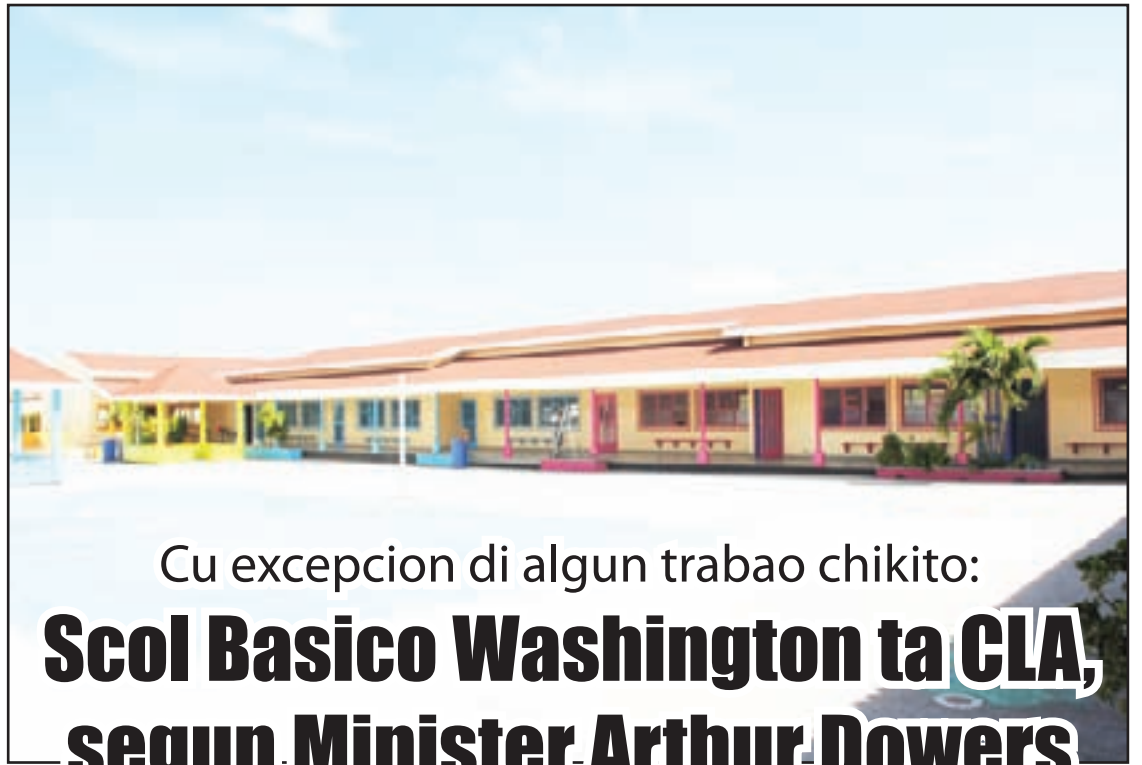 Cu excepcion di algun trabao chikito:
Scol Basico Washington ta CLA,
segun Minister Arthur Dowers